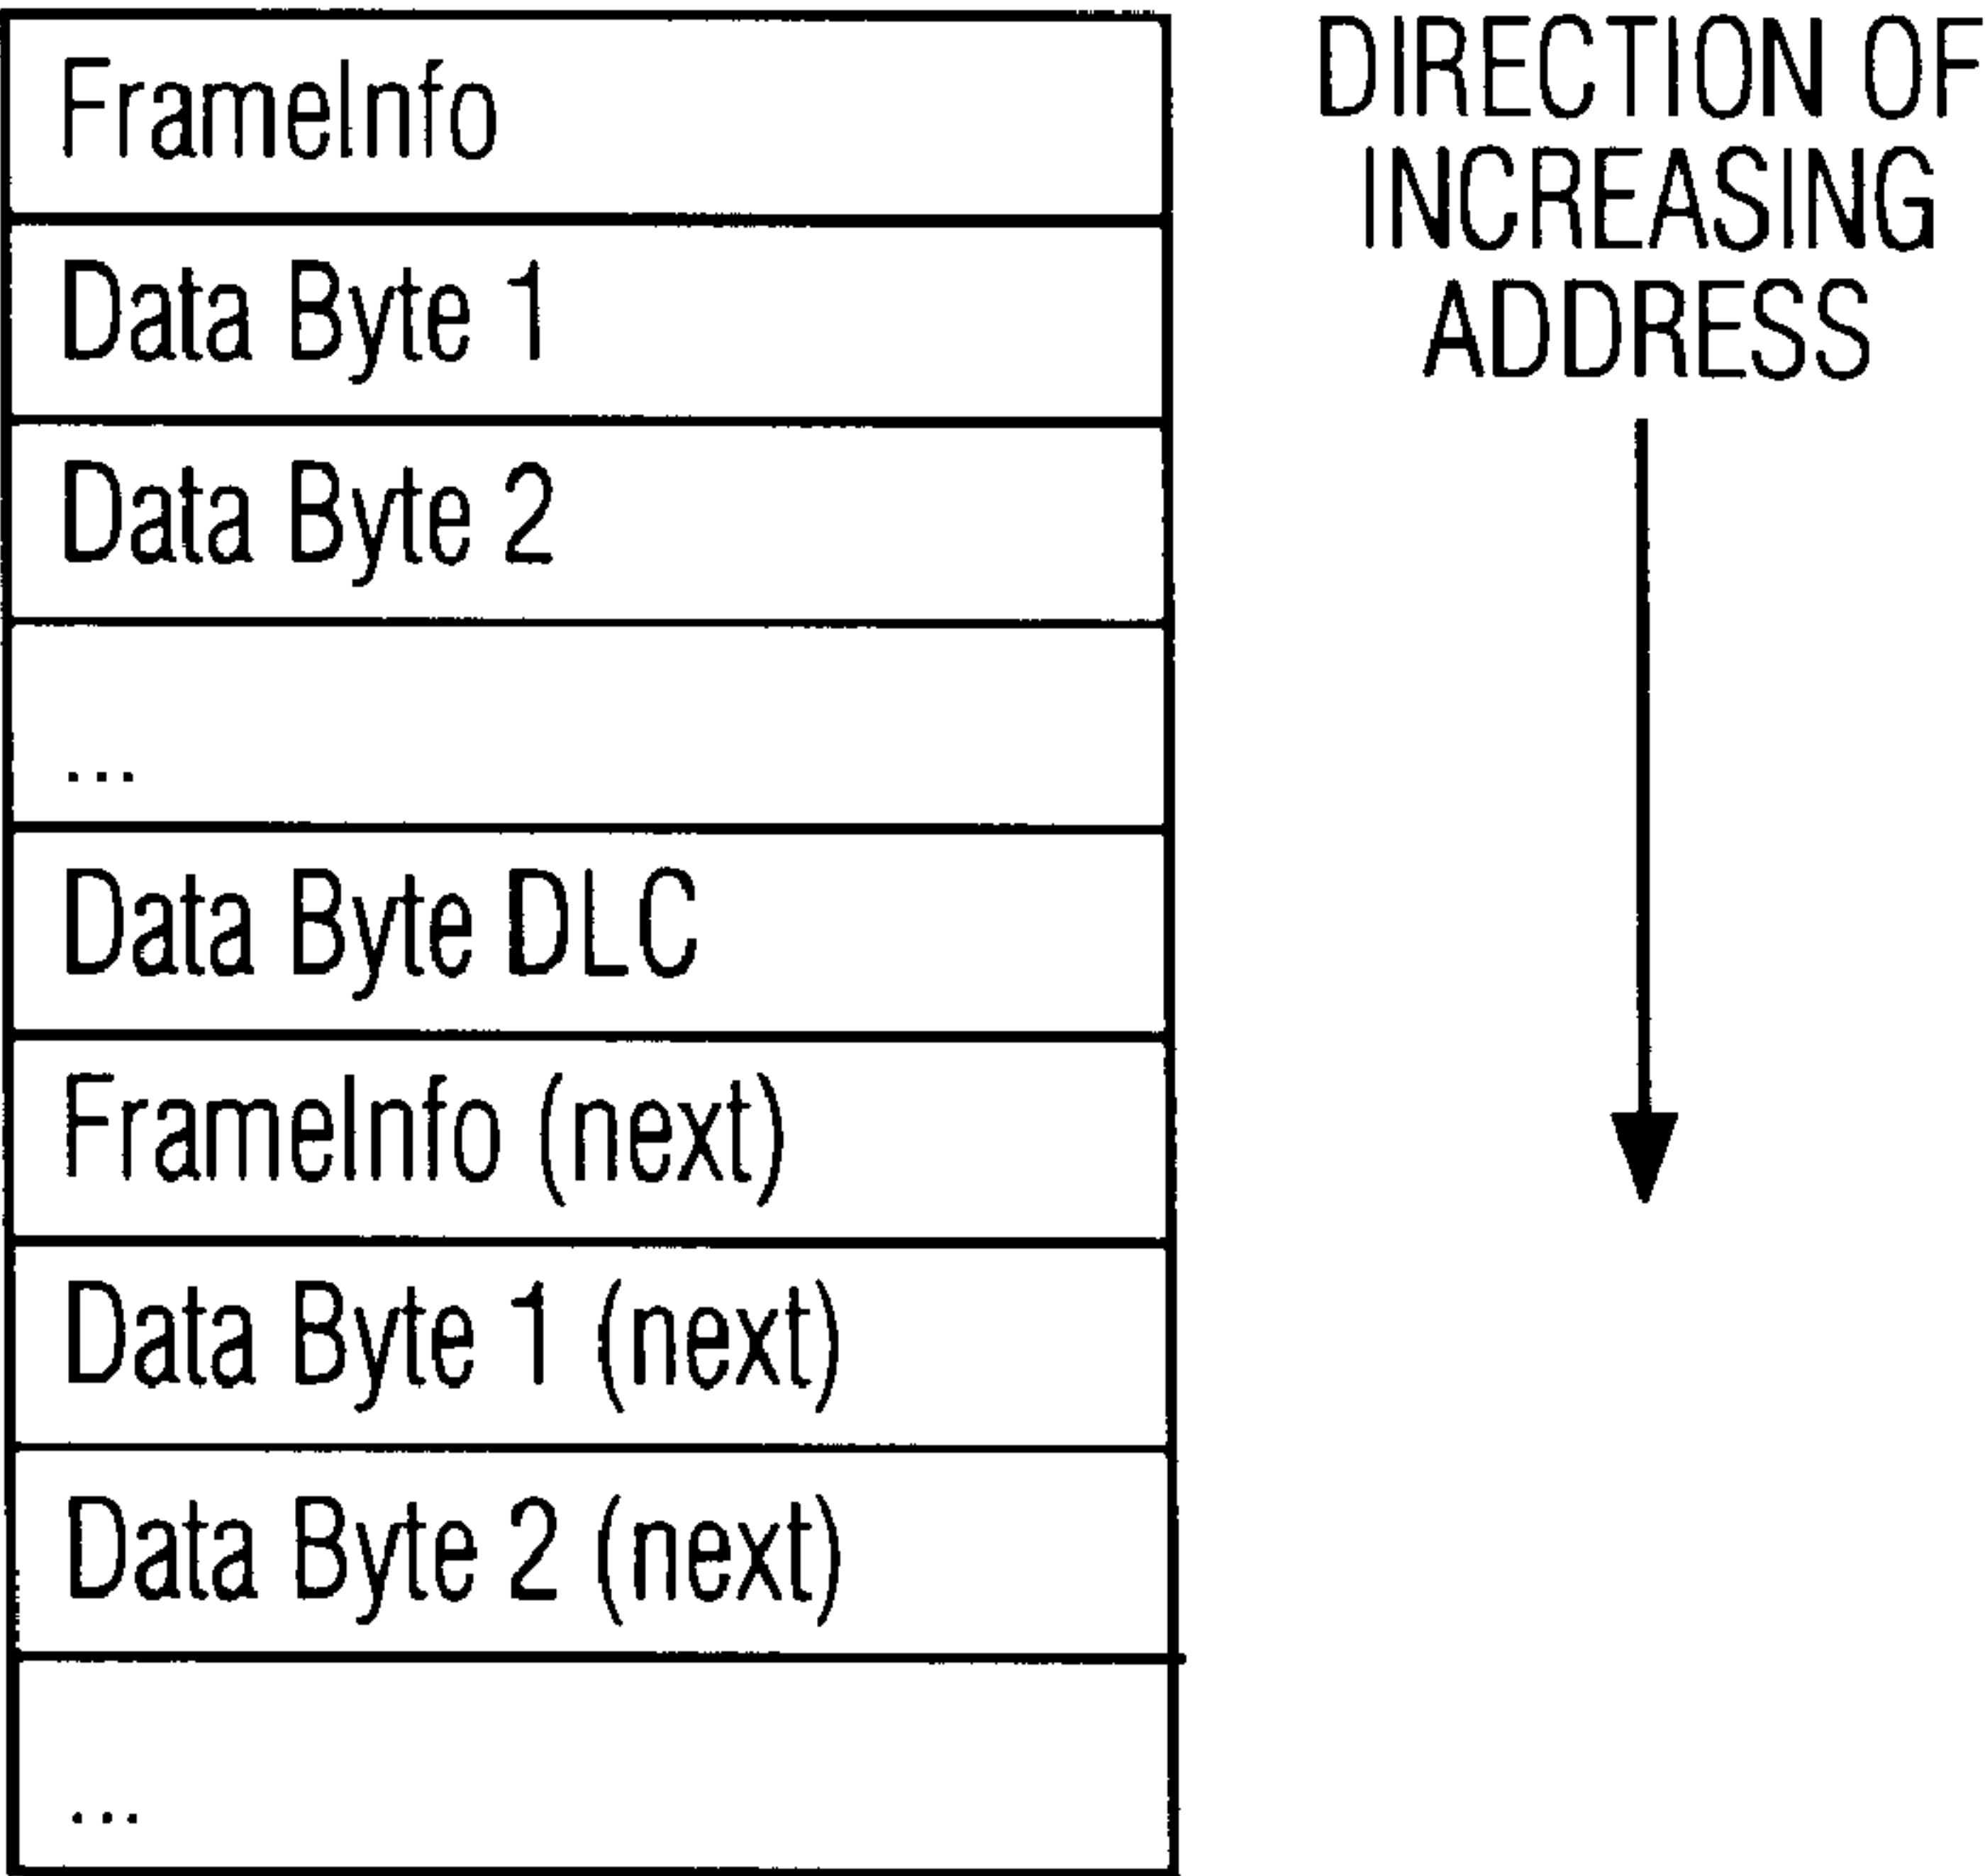 FrameInfo
Data Byte 1
Data Byte 2
...
Data Byte DLC
FrameInfo (next)
Data Byte 1 (next)
Data Byte 2 (next)
...
DIRECTION OF
INCREASING
ADDRESS